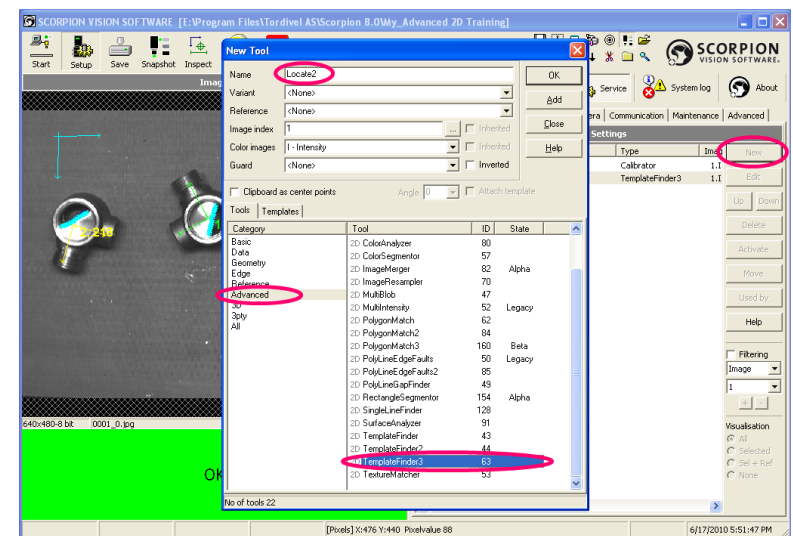 SCORPION VISION SOFTWARE [E:\Program Files\Tordivel AS\Scorpion 8.0\My_Advanced 2D Training]
Start Setup Save Snapshot Inspect
Service System log About
SCORPION
VISION SOFTWARE.
Imag
era Communication Maintenance Advanced
Settings
Type Imag
Calibrator 1.I
TemplateFinder3 1.I
New
Edit
Up Down
Delete
Activate
Move
Used by
Help
Filtering
Image
1
+ -
Visualisation
All
Selected
Sel + Ref
None
New Tool
Name Locate2 OK
Variant <None> Add
Reference <None> Close
Image index 1 ... Inherited
Color images I - Intensity Inherited Help
Guard <None> Inverted
Clipboard as center points Angle 0 Attach template
Tools Templates
Category
Basic
Data
Geometry
Edge
Reference
Advanced
3D
3pty
All
Tool ID State
2D ColorAnalyzer 80
2D ColorSegmentor 57
2D ImageMerger 82 Alpha
2D ImageResampler 70
2D MultiBlob 47
2D MultiIntensity 52 Legacy
2D PolygonMatch 62
2D PolygonMatch2 84
2D PolygonMatch3 160 Beta
2D PolyLineEdgeFaults 50 Legacy
2D PolyLineEdgeFaults2 85
2D PolyLineGapFinder 49
2D RectangleSegmentor 154 Alpha
2D SingleLineFinder 128
2D SurfaceAnalyzer 91
2D TemplateFinder 43
2D TemplateFinder2 44
2D TemplateFinder3 63
2D TextureMatcher 53
No of tools 22
640x480-8 bit 0001_0.jpg
OK
[Pixels] X:476 Y:440 Pixelvalue 88
6/17/2010 5:51:47 PM